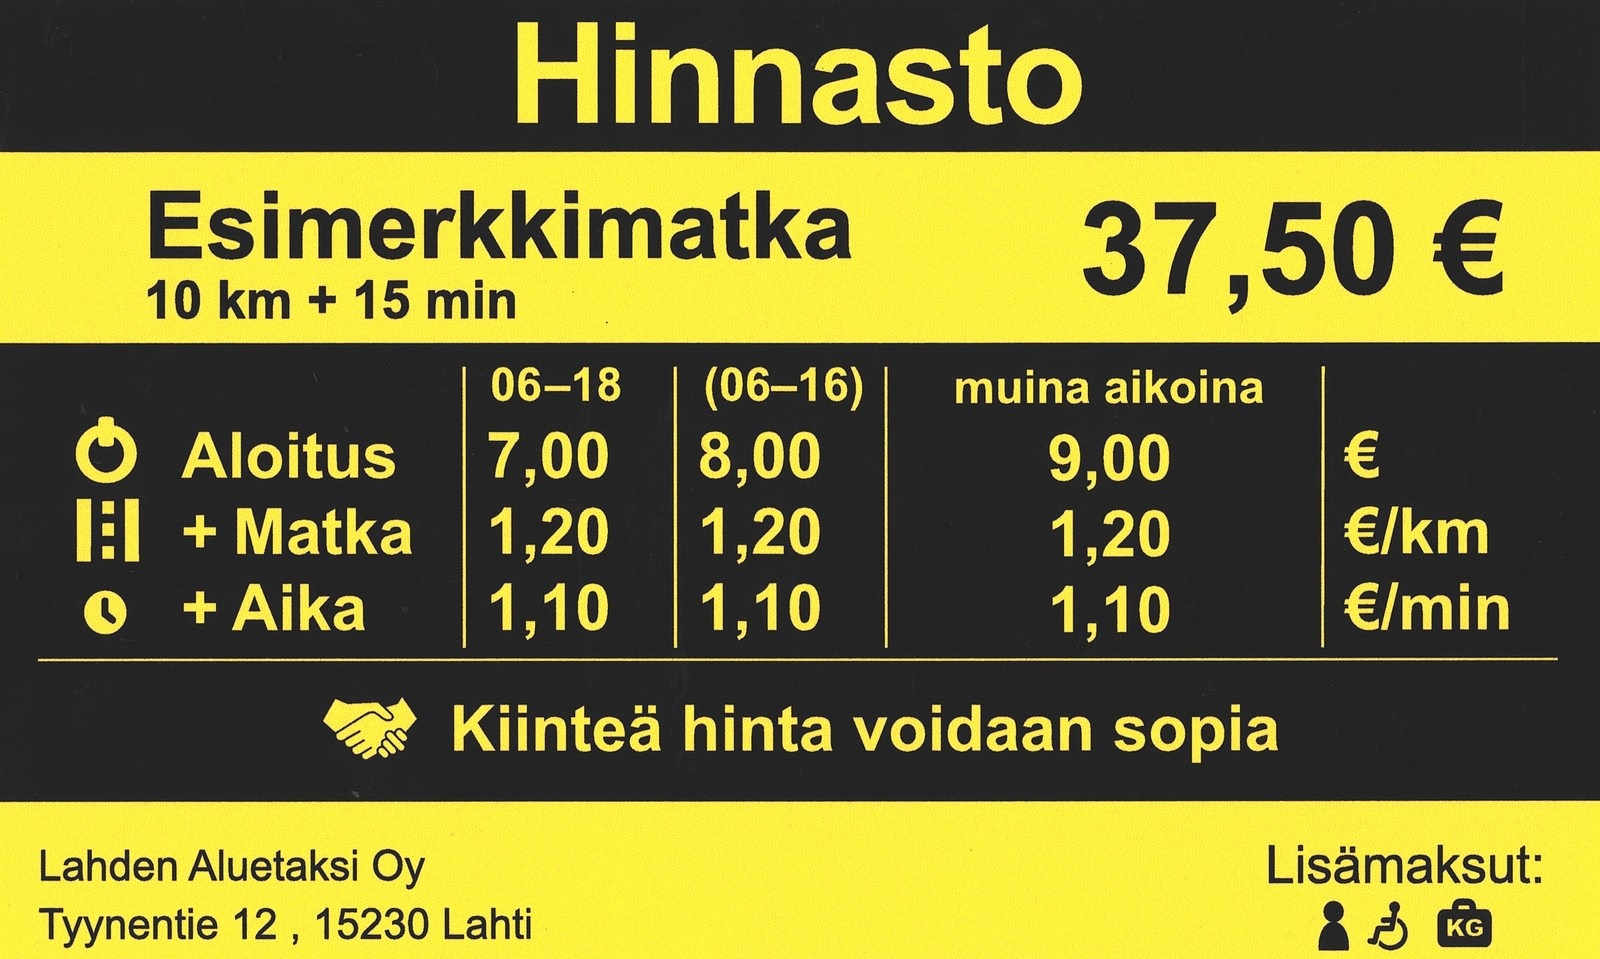 Hinnasto
Esimerkkimatka 37,50 €
10 km + 15 min
06–18 (06–16) muina aikoina
Aloitus 7,00 8,00 9,00 €
+ Matka 1,20 1,20 1,20 €/km
+ Aika 1,10 1,10 1,10 €/min
Kiinteä hinta voidaan sopia
Lahden Aluetaksi Oy
Tyynentie 12 , 15230 Lahti
Lisämaksut:
KG